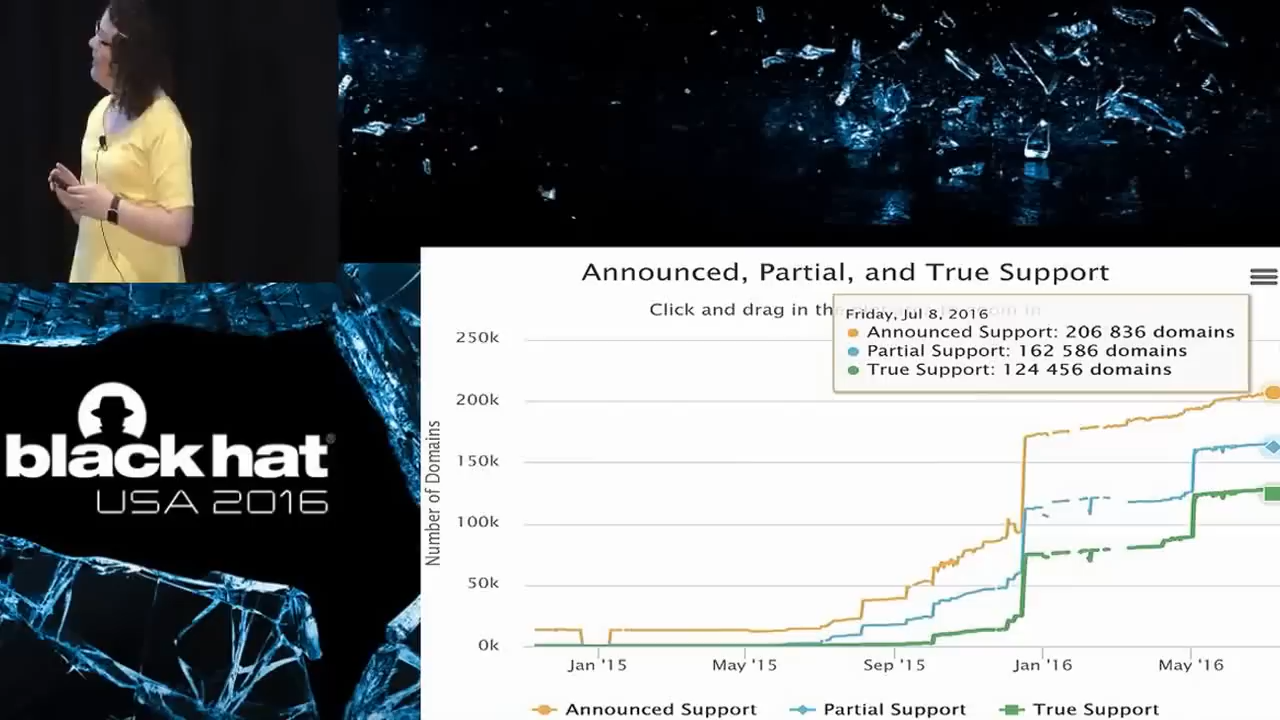 black hat®
USA 2016
Announced, Partial, and True Support
Click and drag in the
Friday, Jul 8, 2016
Announced Support: 206 836 domains
Partial Support: 162 586 domains
True Support: 124 456 domains
Number of Domains
250k
200k
150k
100k
50k
0k
Jan '15
May '15
Sep '15
Jan '16
May '16
Announced Support
Partial Support
True Support